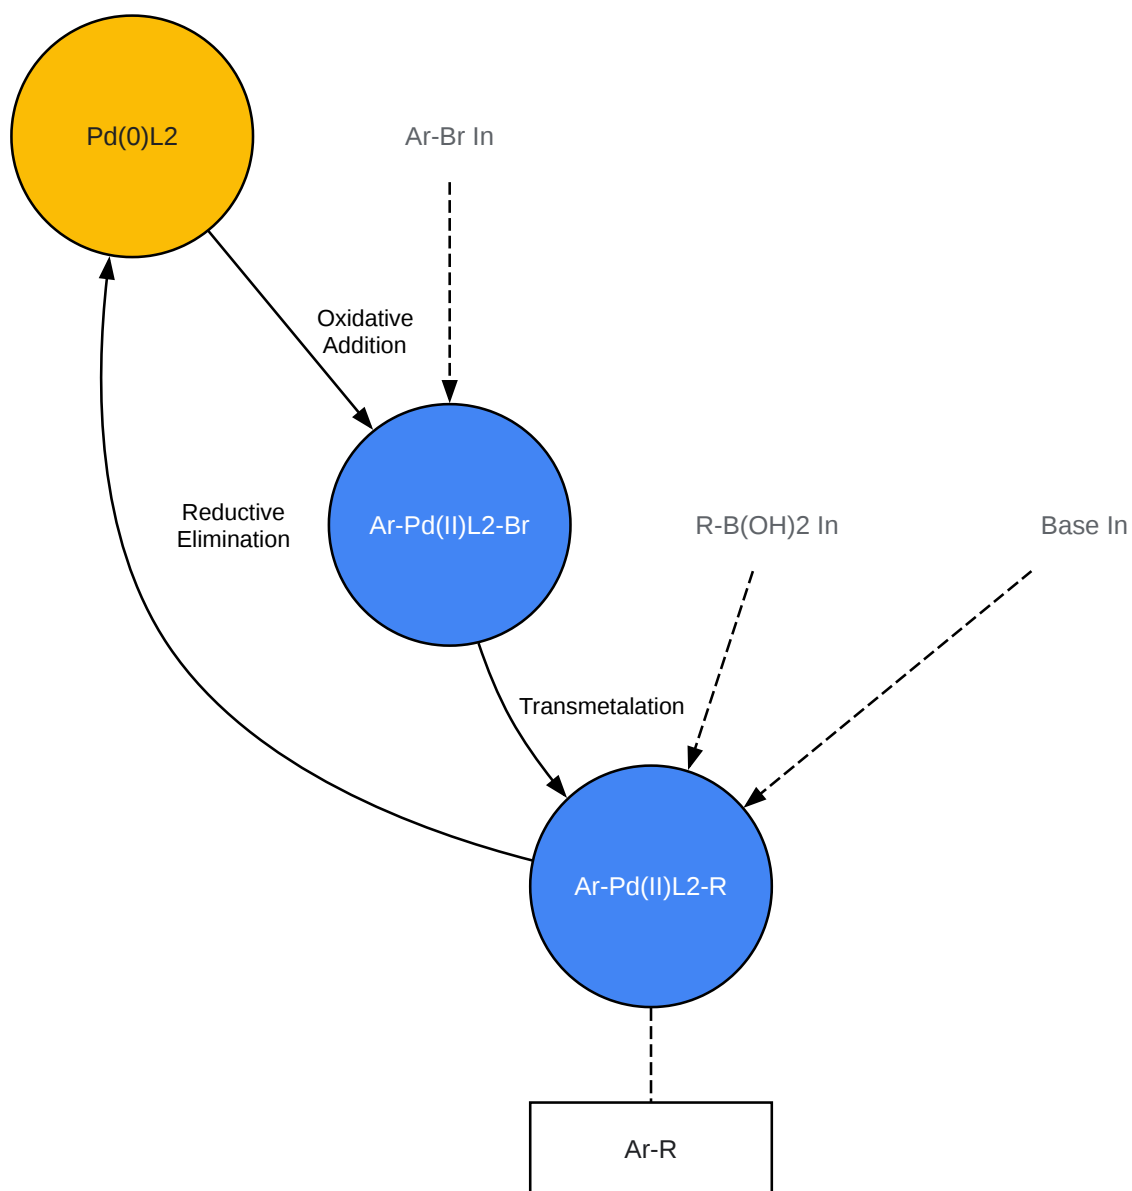 Pd(0)L2
Ar-Br In
Oxidative
Addition
Reductive
Elimination
Ar-Pd(II)L2-Br
R-B(OH)2 In
Base In
Transmetalation
Ar-Pd(II)L2-R
Ar-R